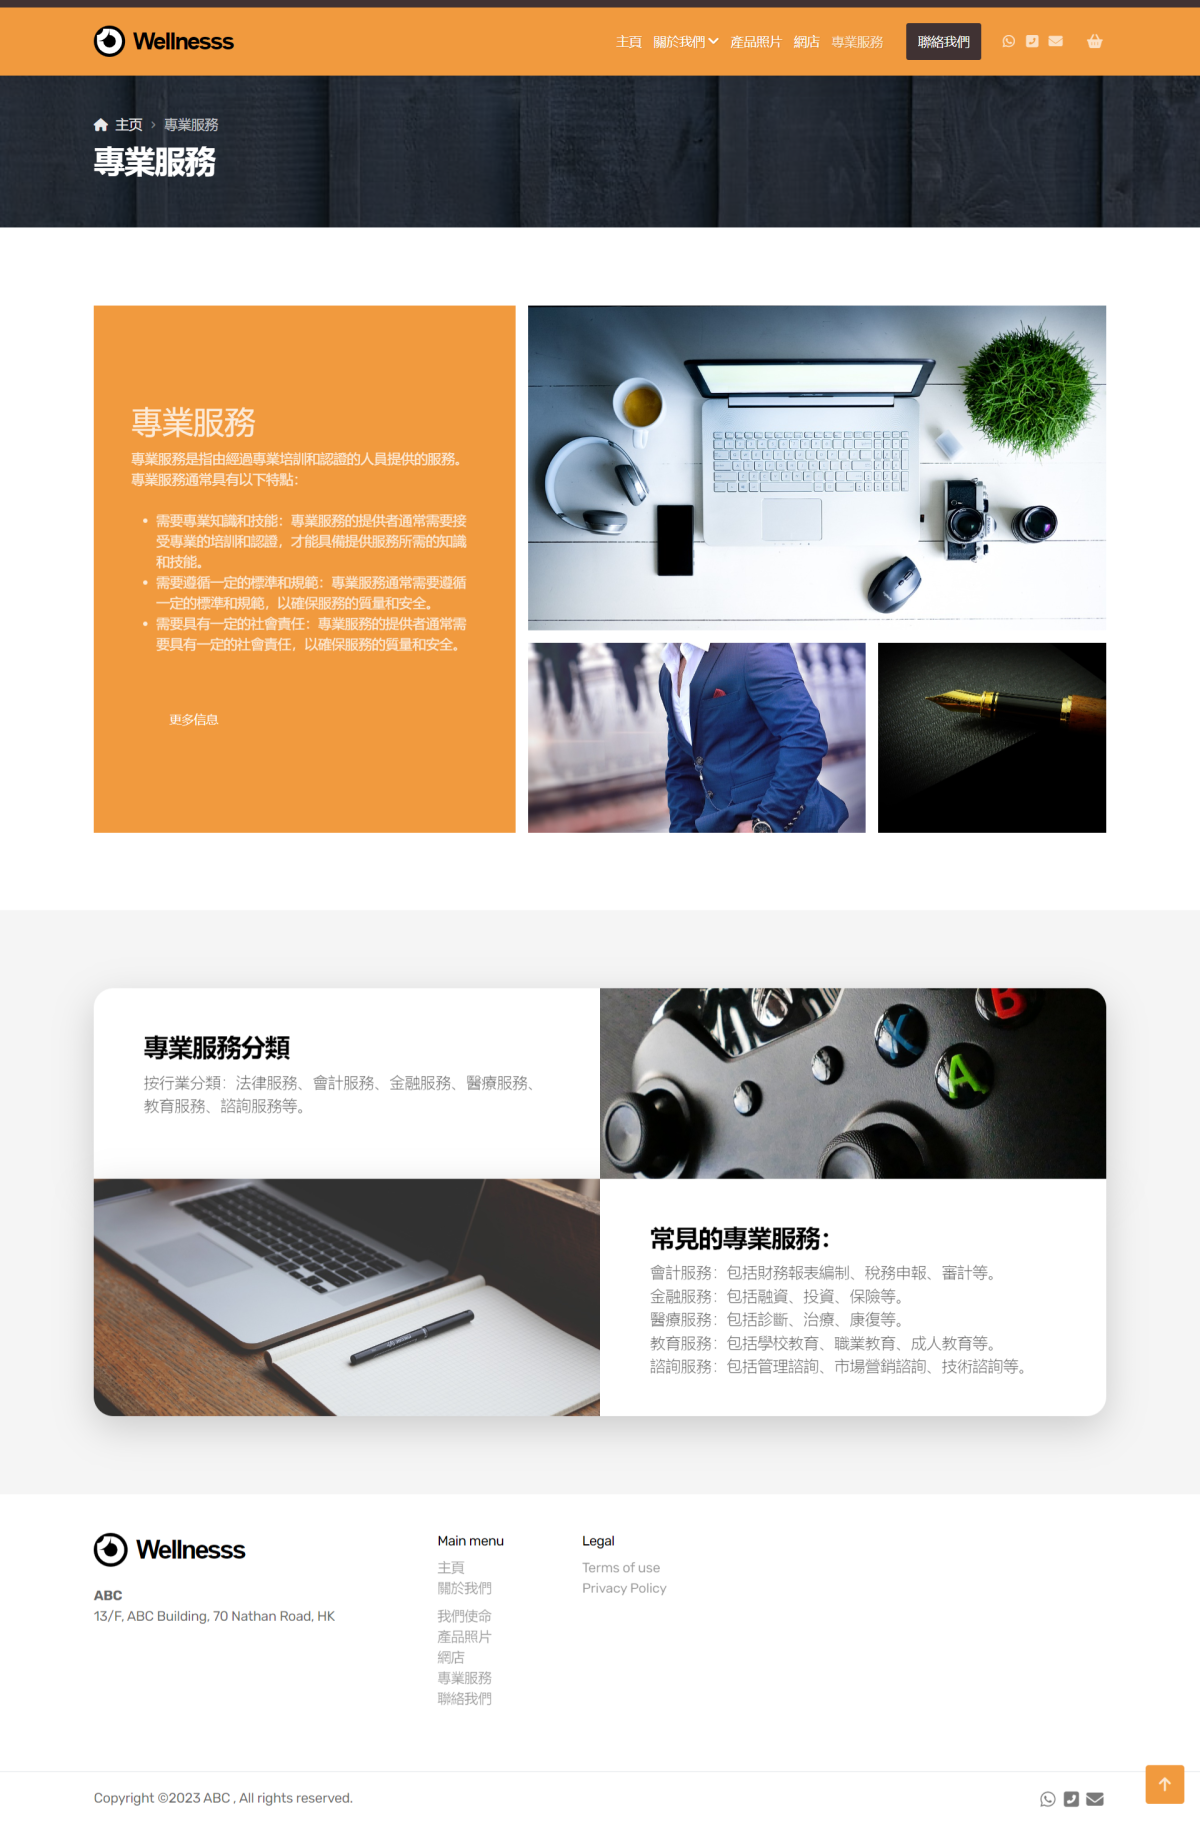 Wellnesss
主頁 關於我們 產品照片 網店 專業服務 聯絡我們
主页 › 專業服務
專業服務
專業服務
專業服務是指由經過專業培訓和認證的人員提供的服務。
專業服務通常具有以下特點：
• 需要專業知識和技能：專業服務的提供者通常需要接
受專業的培訓和認證，才能具備提供服務所需的知識
和技能。
• 需要遵循一定的標準和規範：專業服務通常需要遵循
一定的標準和規範，以確保服務的質量和安全。
• 需要具有一定的社會責任：專業服務的提供者通常需
要具有一定的社會責任，以確保服務的質量和安全。
更多信息
專業服務分類
按行業分類：法律服務、會計服務、金融服務、醫療服務、
教育服務、諮詢服務等。
X
B
A
常見的專業服務：
會計服務：包括財務報表編制、稅務申報、審計等。
金融服務：包括融資、投資、保險等。
醫療服務：包括診斷、治療、康復等。
教育服務：包括學校教育、職業教育、成人教育等。
諮詢服務：包括管理諮詢、市場營銷諮詢、技術諮詢等。
Wellnesss
ABC
13/F, ABC Building, 70 Nathan Road, HK
Main menu
主頁
關於我們
我們使命
產品照片
網店
專業服務
聯絡我們
Legal
Terms of use
Privacy Policy
Copyright ©2023 ABC , All rights reserved.